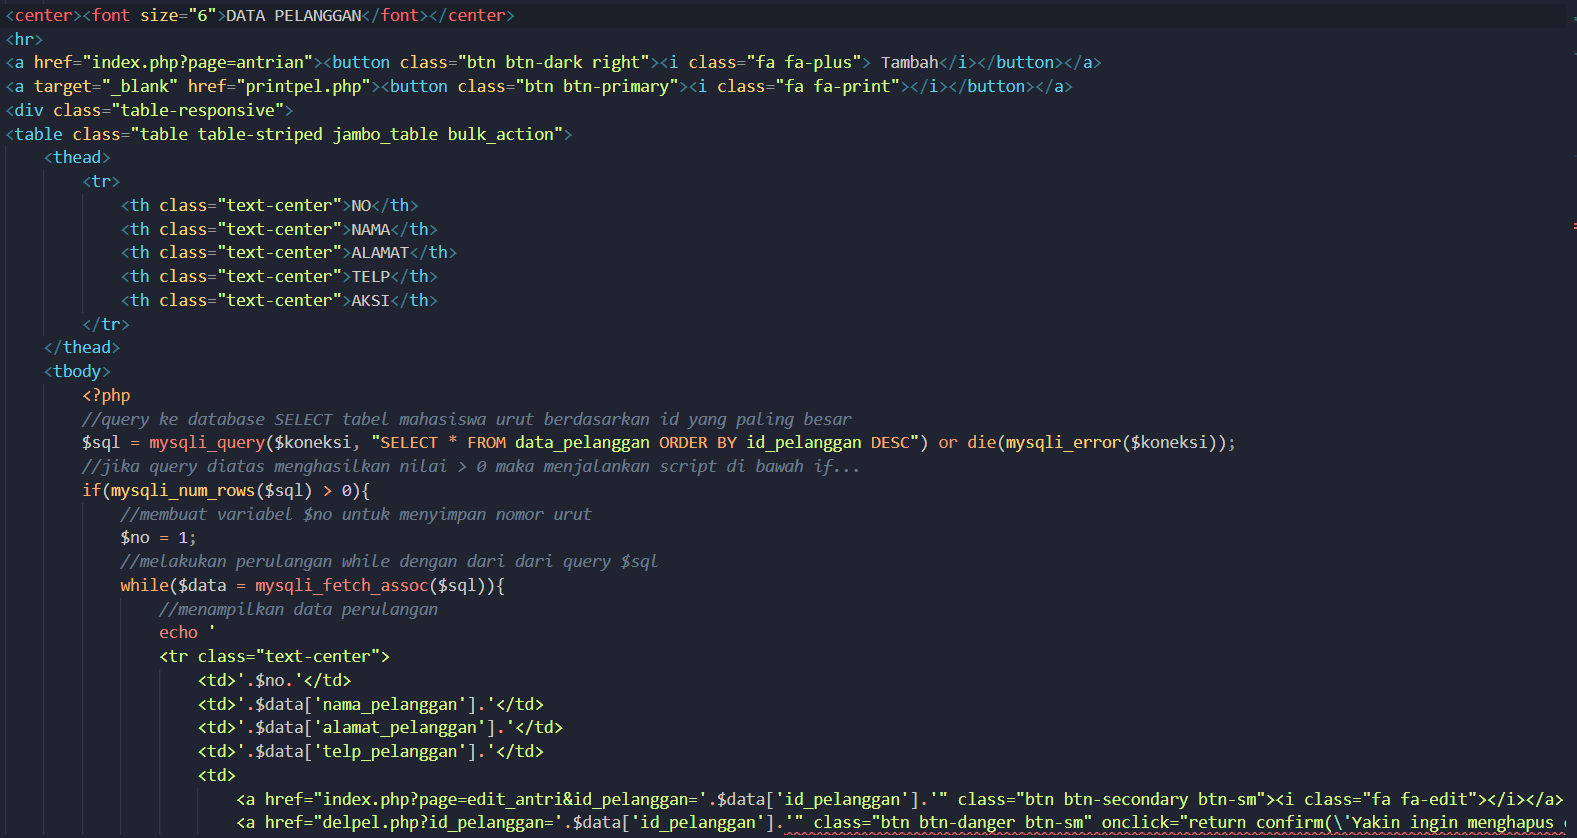 <center><font size="6">DATA PELANGGAN</font></center>
<hr>
<a href="index.php?page=antrian"><button class="btn btn-dark right"><i class="fa fa-plus"> Tambah</i></button></a>
<a target="_blank" href="printpel.php"><button class="btn btn-primary"><i class="fa fa-print"></i></button></a>
<div class="table-responsive">
<table class="table table-striped jambo_table bulk_action">
    <thead>
        <tr>
            <th class="text-center">NO</th>
            <th class="text-center">NAMA</th>
            <th class="text-center">ALAMAT</th>
            <th class="text-center">TELP</th>
            <th class="text-center">AKSI</th>
        </tr>
    </thead>
    <tbody>
        <?php
        //query ke database SELECT tabel mahasiswa urut berdasarkan id yang paling besar
        $sql = mysqli_query($koneksi, "SELECT * FROM data_pelanggan ORDER BY id_pelanggan DESC") or die(mysqli_error($koneksi));
        //jika query diatas menghasilkan nilai > 0 maka menjalankan script di bawah if...
        if(mysqli_num_rows($sql) > 0){
            //membuat variabel $no untuk menyimpan nomor urut
            $no = 1;
            //melakukan perulangan while dengan dari dari query $sql
            while($data = mysqli_fetch_assoc($sql)){
                //menampilkan data perulangan
                echo '
                <tr class="text-center">
                    <td>'.$no.'</td>
                    <td>'.$data['nama_pelanggan'].'</td>
                    <td>'.$data['alamat_pelanggan'].'</td>
                    <td>'.$data['telp_pelanggan'].'</td>
                    <td>
                        <a href="index.php?page=edit_antri&id_pelanggan='.$data['id_pelanggan'].'" class="btn btn-secondary btn-sm"><i class="fa fa-edit"></i></a>
                        <a href="delpel.php?id_pelanggan='.$data['id_pelanggan'].'" class="btn btn-danger btn-sm" onclick="return confirm(\'Yakin ingin menghapus